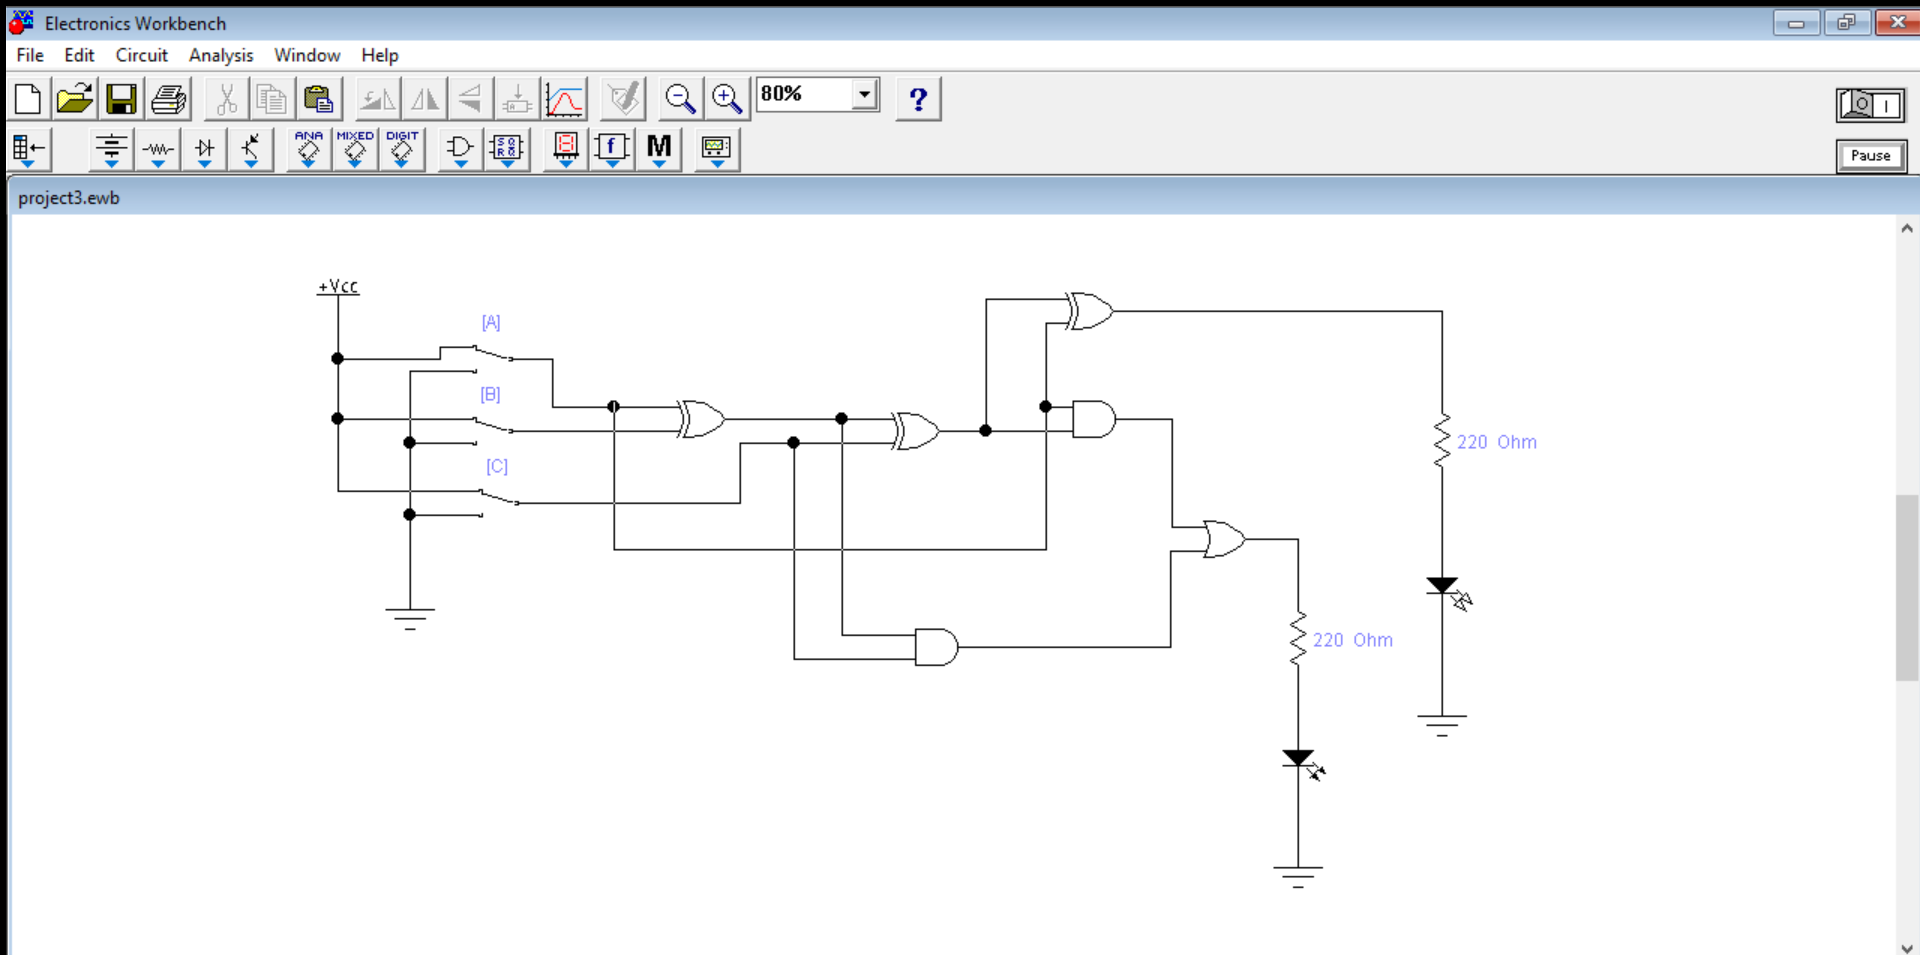 Electronics Workbench
File Edit Circuit Analysis Window Help
80%
?
ANA MIXED DIGIT
f M
Pause
project3.ewb
+Vcc
[A]
[B]
[C]
220 Ohm
220 Ohm